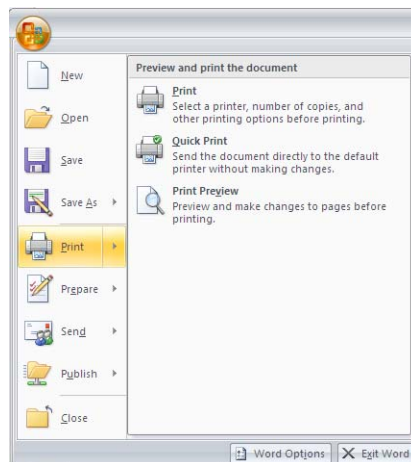 New
Open
Save
Save As
Print
Prepare
Send
Publish
Close
Preview and print the document
Print
Select a printer, number of copies, and
other printing options before printing.
Quick Print
Send the document directly to the default
printer without making changes.
Print Preview
Preview and make changes to pages before
printing.
Word Options
Exit Word